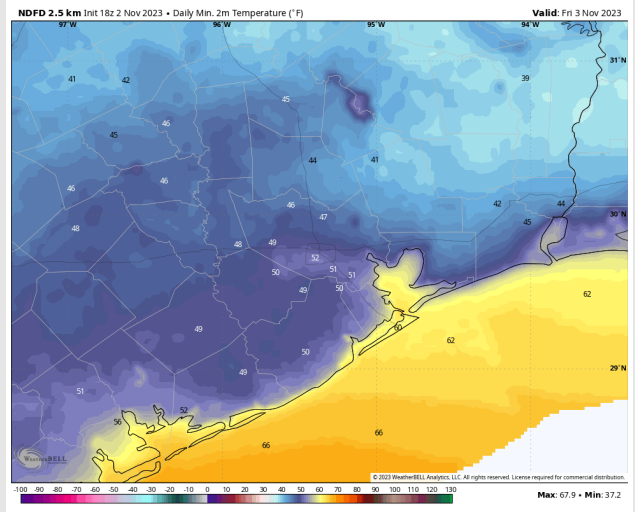 NDFD 2.5 km Init 18z 2 Nov 2023 • Daily Min. 2m Temperature (°F)
Valid: Fri 3 Nov 2023
97°W 96°W 95°W 94°W
31°N
41 42 39
45
46
45
44 41
46 46
46 42 44
47 45 30°N
48
48 49
52
51 51
50
49 50
62
49 60
62
50 29°N
49
51
52
56
66
66
WEATHERBELL
© 2023 WeatherBELL Analytics, LLC. All rights reserved. License required for commercial distribution.
-100 -90 -80 -70 -60 -50 -40 -30 -20 -10 0 10 20 30 40 50 60 70 80 90 100 110 120 130
Max: 67.9 • Min: 37.2